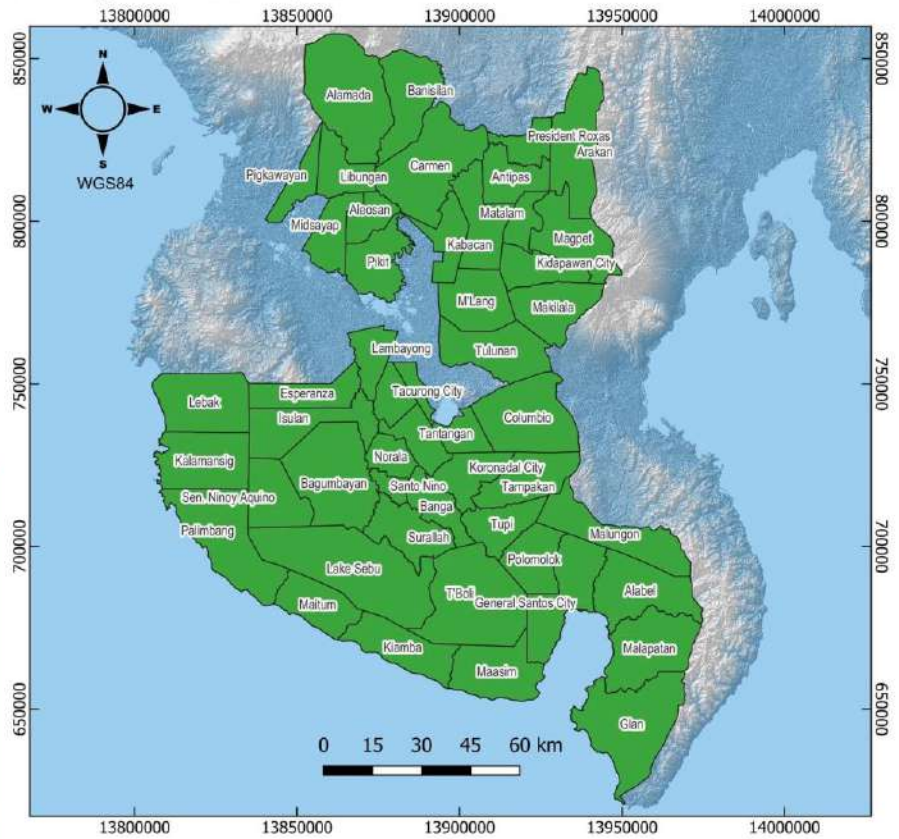 13800000 13850000 13900000 13950000 14000000
850000
850000
N
W E
S
WGS84
Alamada
Banisilan
President Roxas
Arakan
Carmen
Pigkawayan
Libungan
Antipas
Aleosan
Matalam
800000
800000
Midsayap
Kabacan
Magpet
Pikit
Kidapawan City
M'Lang
Makilala
Lambayong
Tulunan
750000
750000
Esperanza
Tacurong City
Lebak
Isulan
Columbio
Tantangan
Kalamansig
Norala
Koronadal City
Bagumbayan
Santo Nino
Tampakan
Sen. Ninoy Aquino
Banga
Palimbang
Surallah
Tupi
Malungon
700000
700000
Lake Sebu
Polomolok
T'Boli
Alabel
General Santos City
Maitum
Kiamba
Malapatan
Maasim
650000
650000
Glan
0 15 30 45 60 km
13800000 13850000 13900000 13950000 14000000